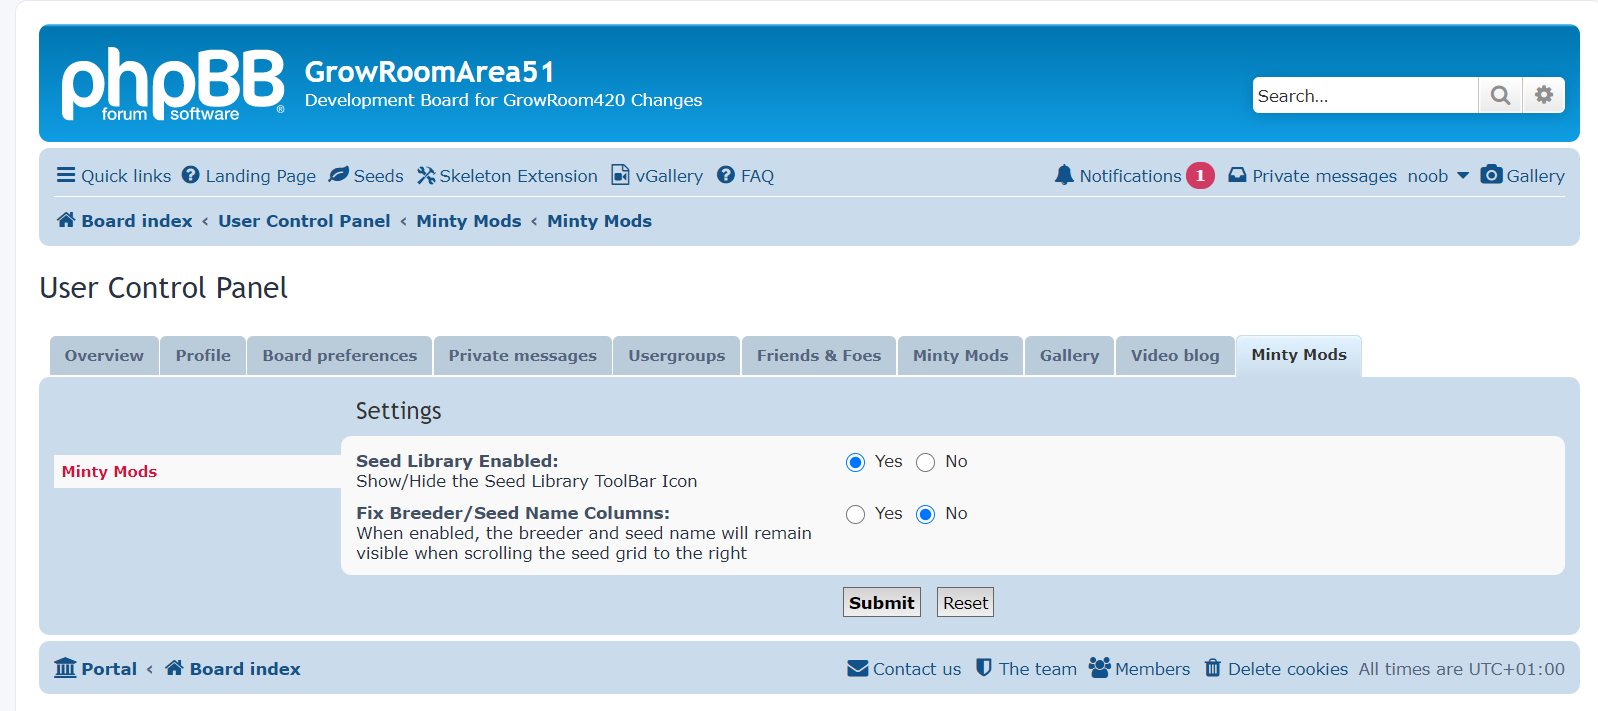 phpBB®
forum software
GrowRoomArea51
Development Board for GrowRoom420 Changes
Search…
Quick links Landing Page Seeds Skeleton Extension vGallery FAQ Notifications 1 Private messages noob Gallery
Board index ‹ User Control Panel ‹ Minty Mods ‹ Minty Mods
User Control Panel
Overview Profile Board preferences Private messages Usergroups Friends & Foes Minty Mods Gallery Video blog Minty Mods
Settings
Minty Mods
Seed Library Enabled: Yes No
Show/Hide the Seed Library ToolBar Icon
Fix Breeder/Seed Name Columns: Yes No
When enabled, the breeder and seed name will remain
visible when scrolling the seed grid to the right
Submit Reset
Portal ‹ Board index Contact us The team Members Delete cookies All times are UTC+01:00